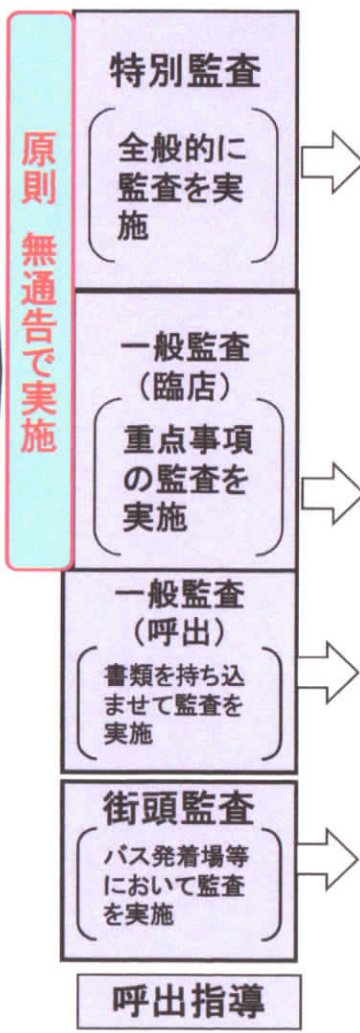 原則 無通告で実施
特別監査
全般的に
監査を実
施
一般監査
(臨店)
重点事項
の監査を
実施
一般監査
(呼出)
書類を持ち込
ませて監査を
実施
街頭監査
バス発着場等
において監査
を実施
呼出指導